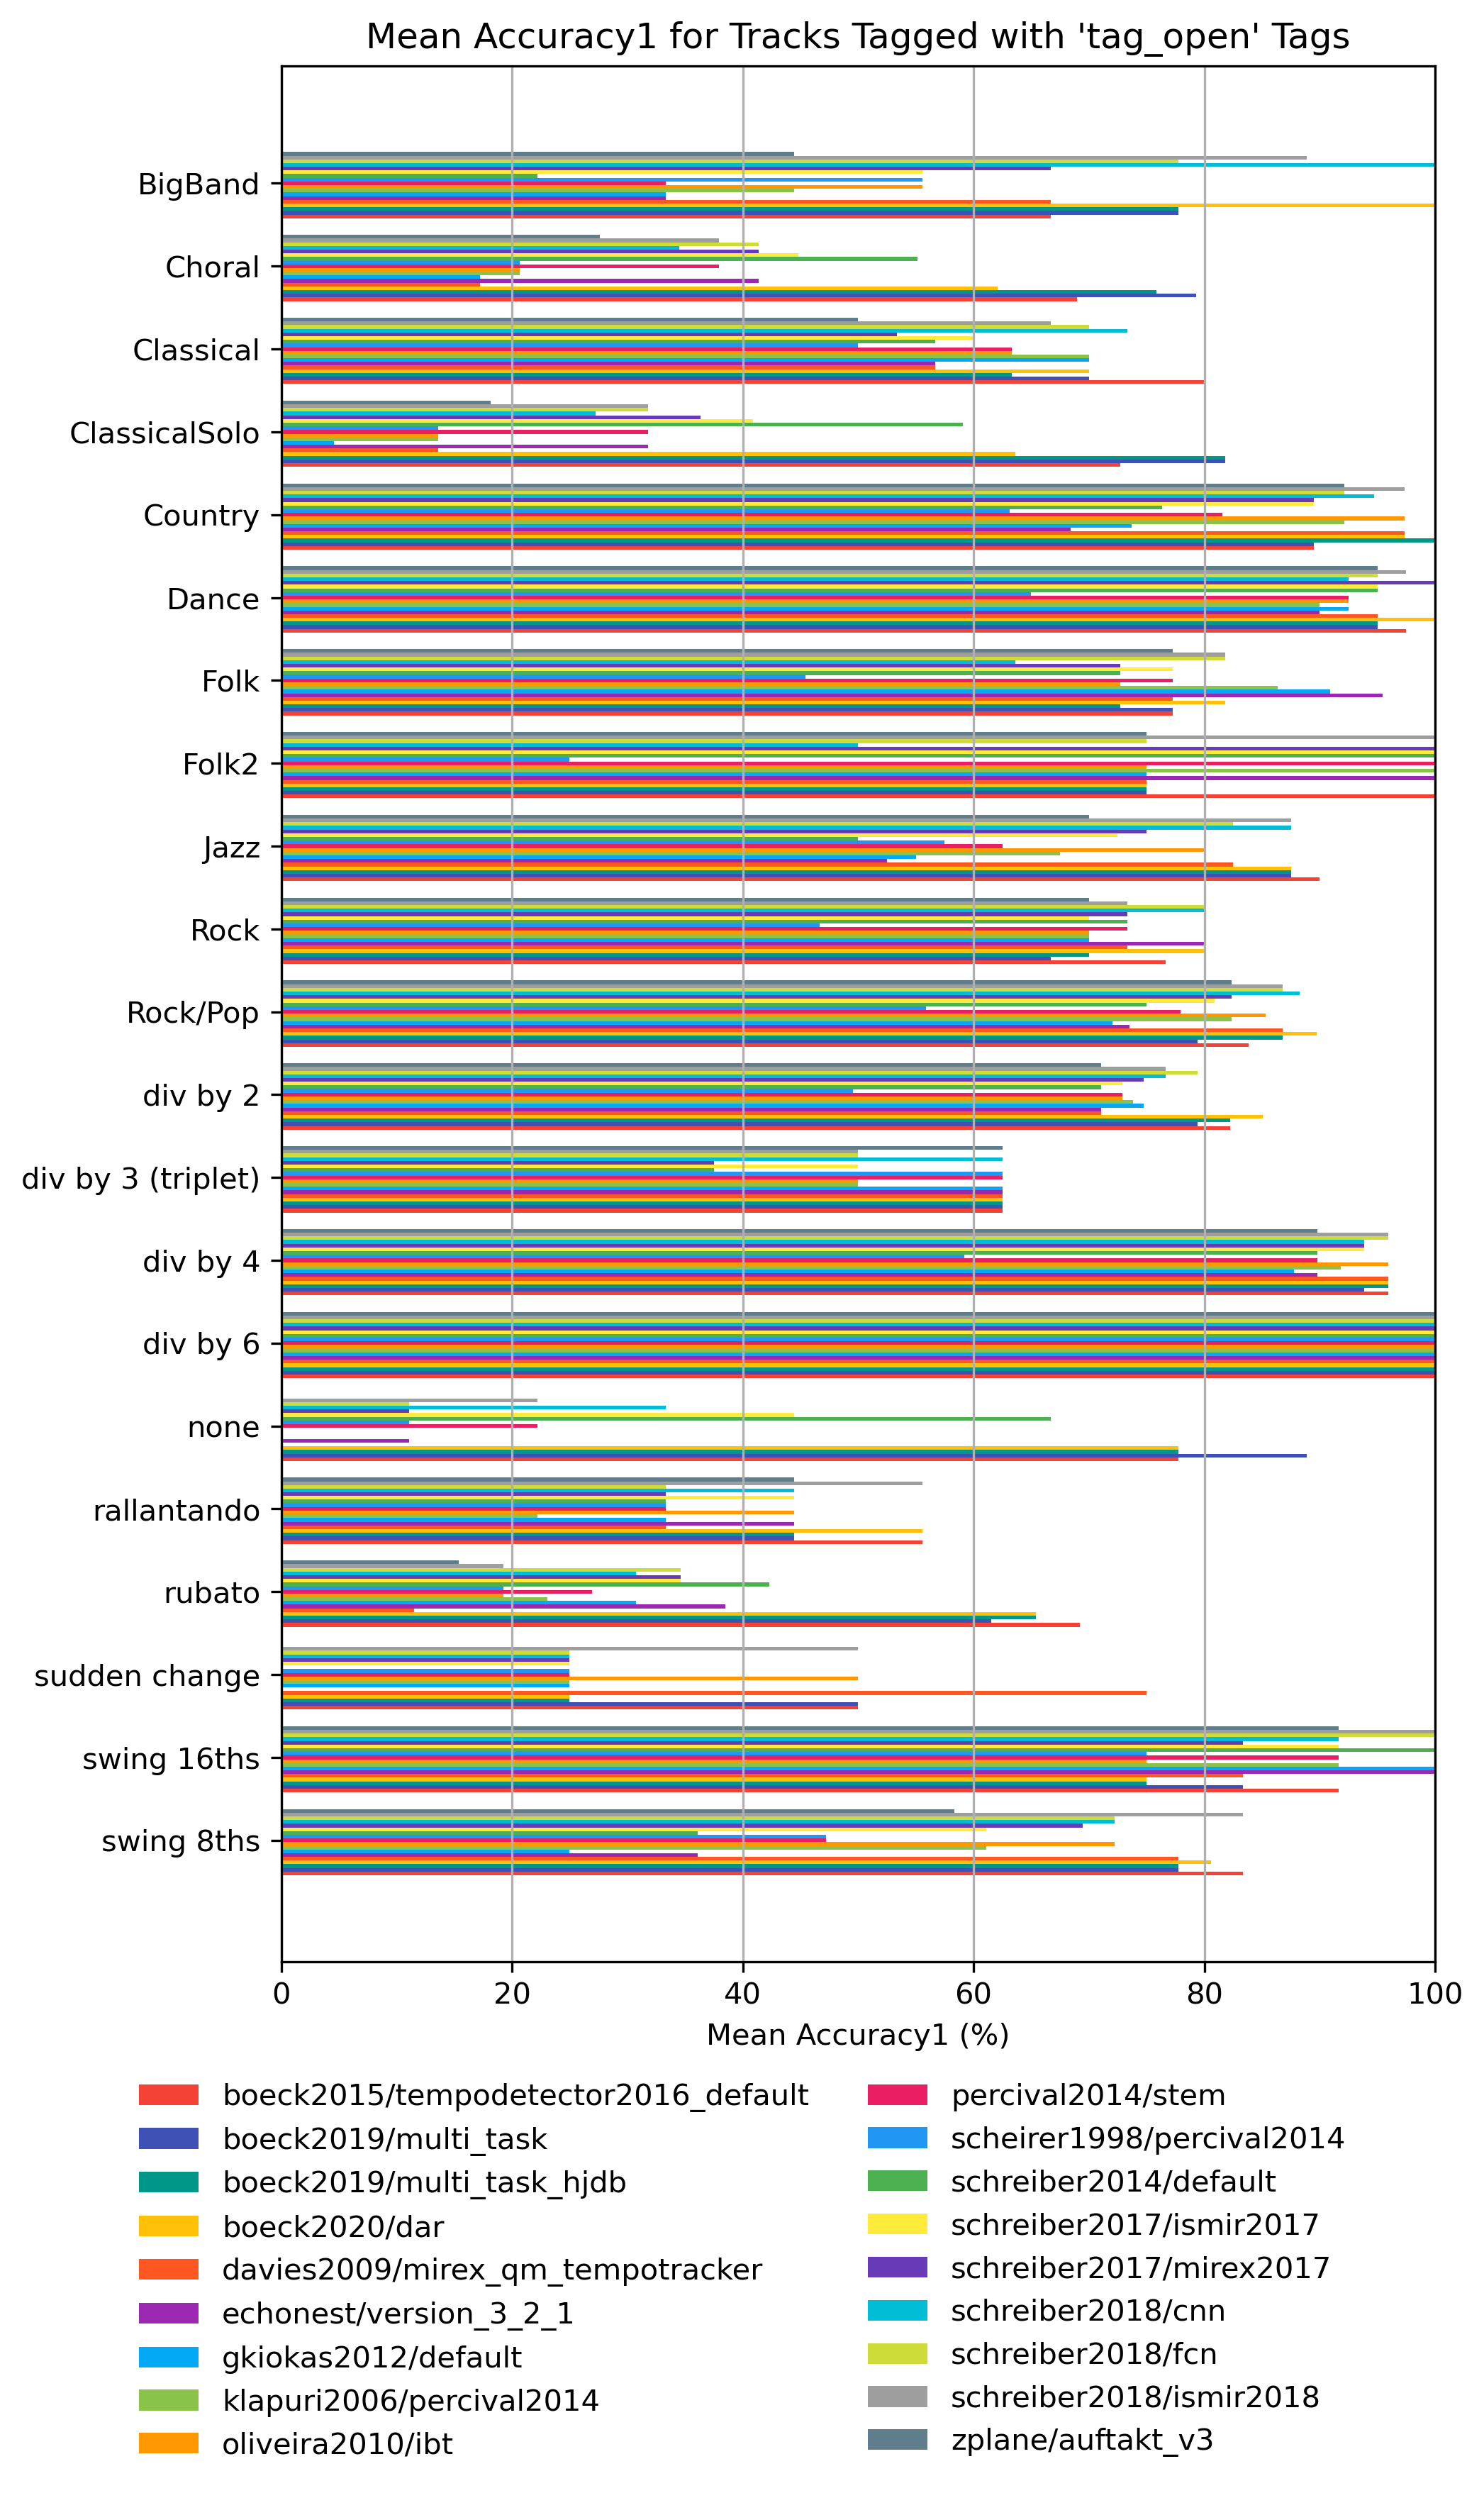 Mean Accuracy1 for Tracks Tagged with 'tag_open' Tags
BigBand
Choral
Classical
ClassicalSolo
Country
Dance
Folk
Folk2
Jazz
Rock
Rock/Pop
div by 2
div by 3 (triplet)
div by 4
div by 6
none
rallantando
rubato
sudden change
swing 16ths
swing 8ths
0 20 40 60 80 100
Mean Accuracy1 (%)
boeck2015/tempodetector2016_default
boeck2019/multi_task
boeck2019/multi_task_hjdb
boeck2020/dar
davies2009/mirex_qm_tempotracker
echonest/version_3_2_1
gkiokas2012/default
klapuri2006/percival2014
oliveira2010/ibt
percival2014/stem
scheirer1998/percival2014
schreiber2014/default
schreiber2017/ismir2017
schreiber2017/mirex2017
schreiber2018/cnn
schreiber2018/fcn
schreiber2018/ismir2018
zplane/auftakt_v3